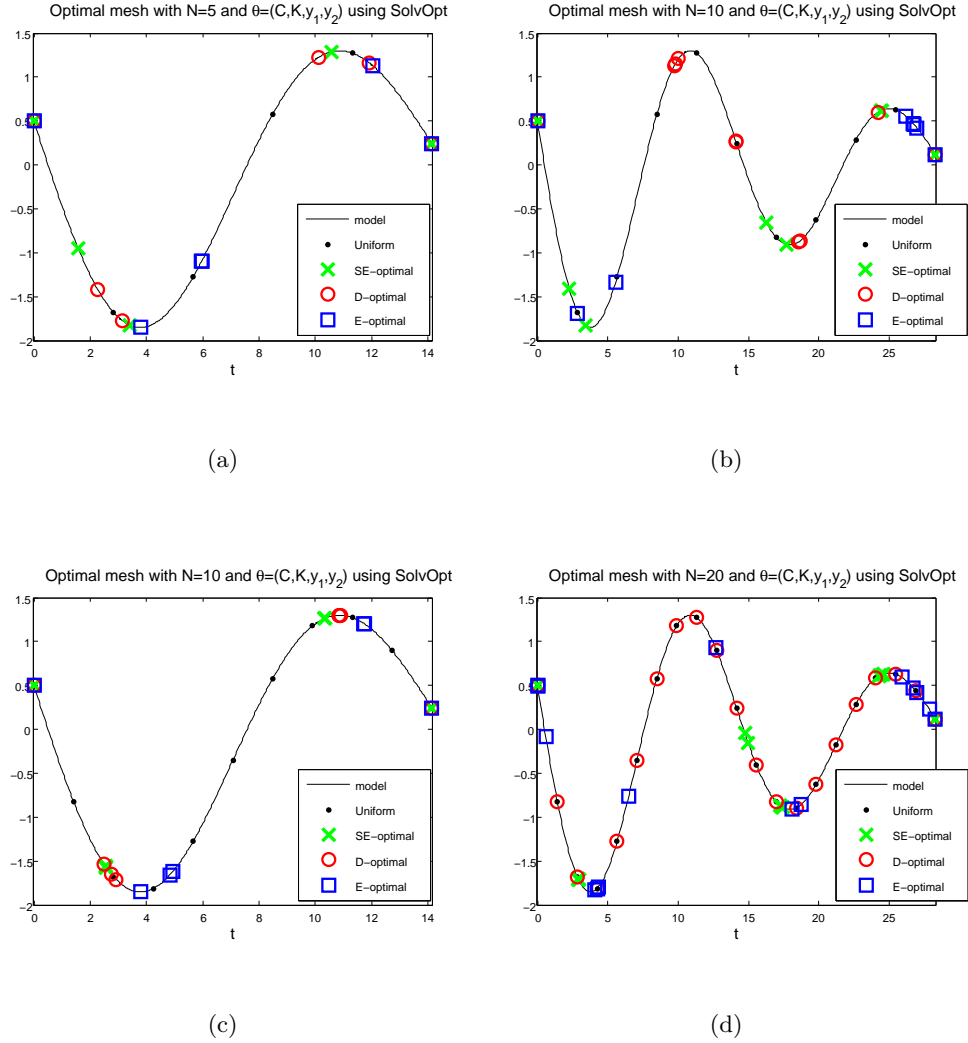 Optimal mesh with N=5 and θ=(C,K,y1,y2) using SolvOpt
1.5
1
0.5
0
−0.5
−1
−1.5
−2
0 2 4 6 8 10 12 14
t
model
Uniform
SE−optimal
D−optimal
E−optimal
(a)
Optimal mesh with N=10 and θ=(C,K,y1,y2) using SolvOpt
1.5
1
0.5
0
−0.5
−1
−1.5
−2
0 5 10 15 20 25
t
model
Uniform
SE−optimal
D−optimal
E−optimal
(b)
Optimal mesh with N=10 and θ=(C,K,y1,y2) using SolvOpt
1.5
1
0.5
0
−0.5
−1
−1.5
−2
0 2 4 6 8 10 12 14
t
model
Uniform
SE−optimal
D−optimal
E−optimal
(c)
Optimal mesh with N=20 and θ=(C,K,y1,y2) using SolvOpt
1.5
1
0.5
0
−0.5
−1
−1.5
−2
0 5 10 15 20 25
t
model
Uniform
SE−optimal
D−optimal
E−optimal
(d)